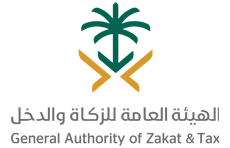 الهيئة العامة للزكاة والدخل
General Authority of Zakat & Tax